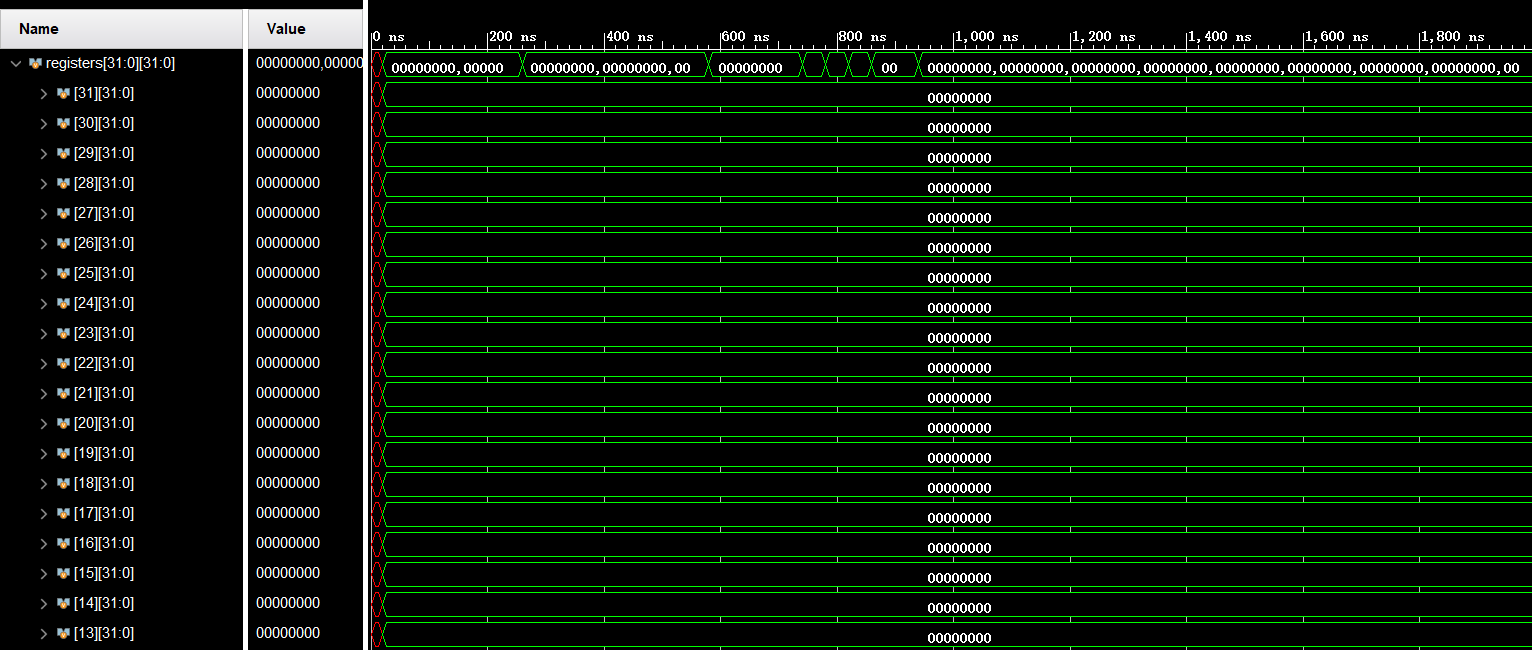 Name Value
0 ns 200 ns 400 ns 600 ns 800 ns 1,000 ns 1,200 ns 1,400 ns 1,600 ns 1,800 ns
registers[31:0][31:0] 00000000,00000 00000000,00000 00000000,00000000,00 00000000 00 00000000,00000000,00000000,00000000,00000000,00000000,00000000,00000000,00
[31][31:0] 00000000 00000000
[30][31:0] 00000000 00000000
[29][31:0] 00000000 00000000
[28][31:0] 00000000 00000000
[27][31:0] 00000000 00000000
[26][31:0] 00000000 00000000
[25][31:0] 00000000 00000000
[24][31:0] 00000000 00000000
[23][31:0] 00000000 00000000
[22][31:0] 00000000 00000000
[21][31:0] 00000000 00000000
[20][31:0] 00000000 00000000
[19][31:0] 00000000 00000000
[18][31:0] 00000000 00000000
[17][31:0] 00000000 00000000
[16][31:0] 00000000 00000000
[15][31:0] 00000000 00000000
[14][31:0] 00000000 00000000
[13][31:0] 00000000 00000000